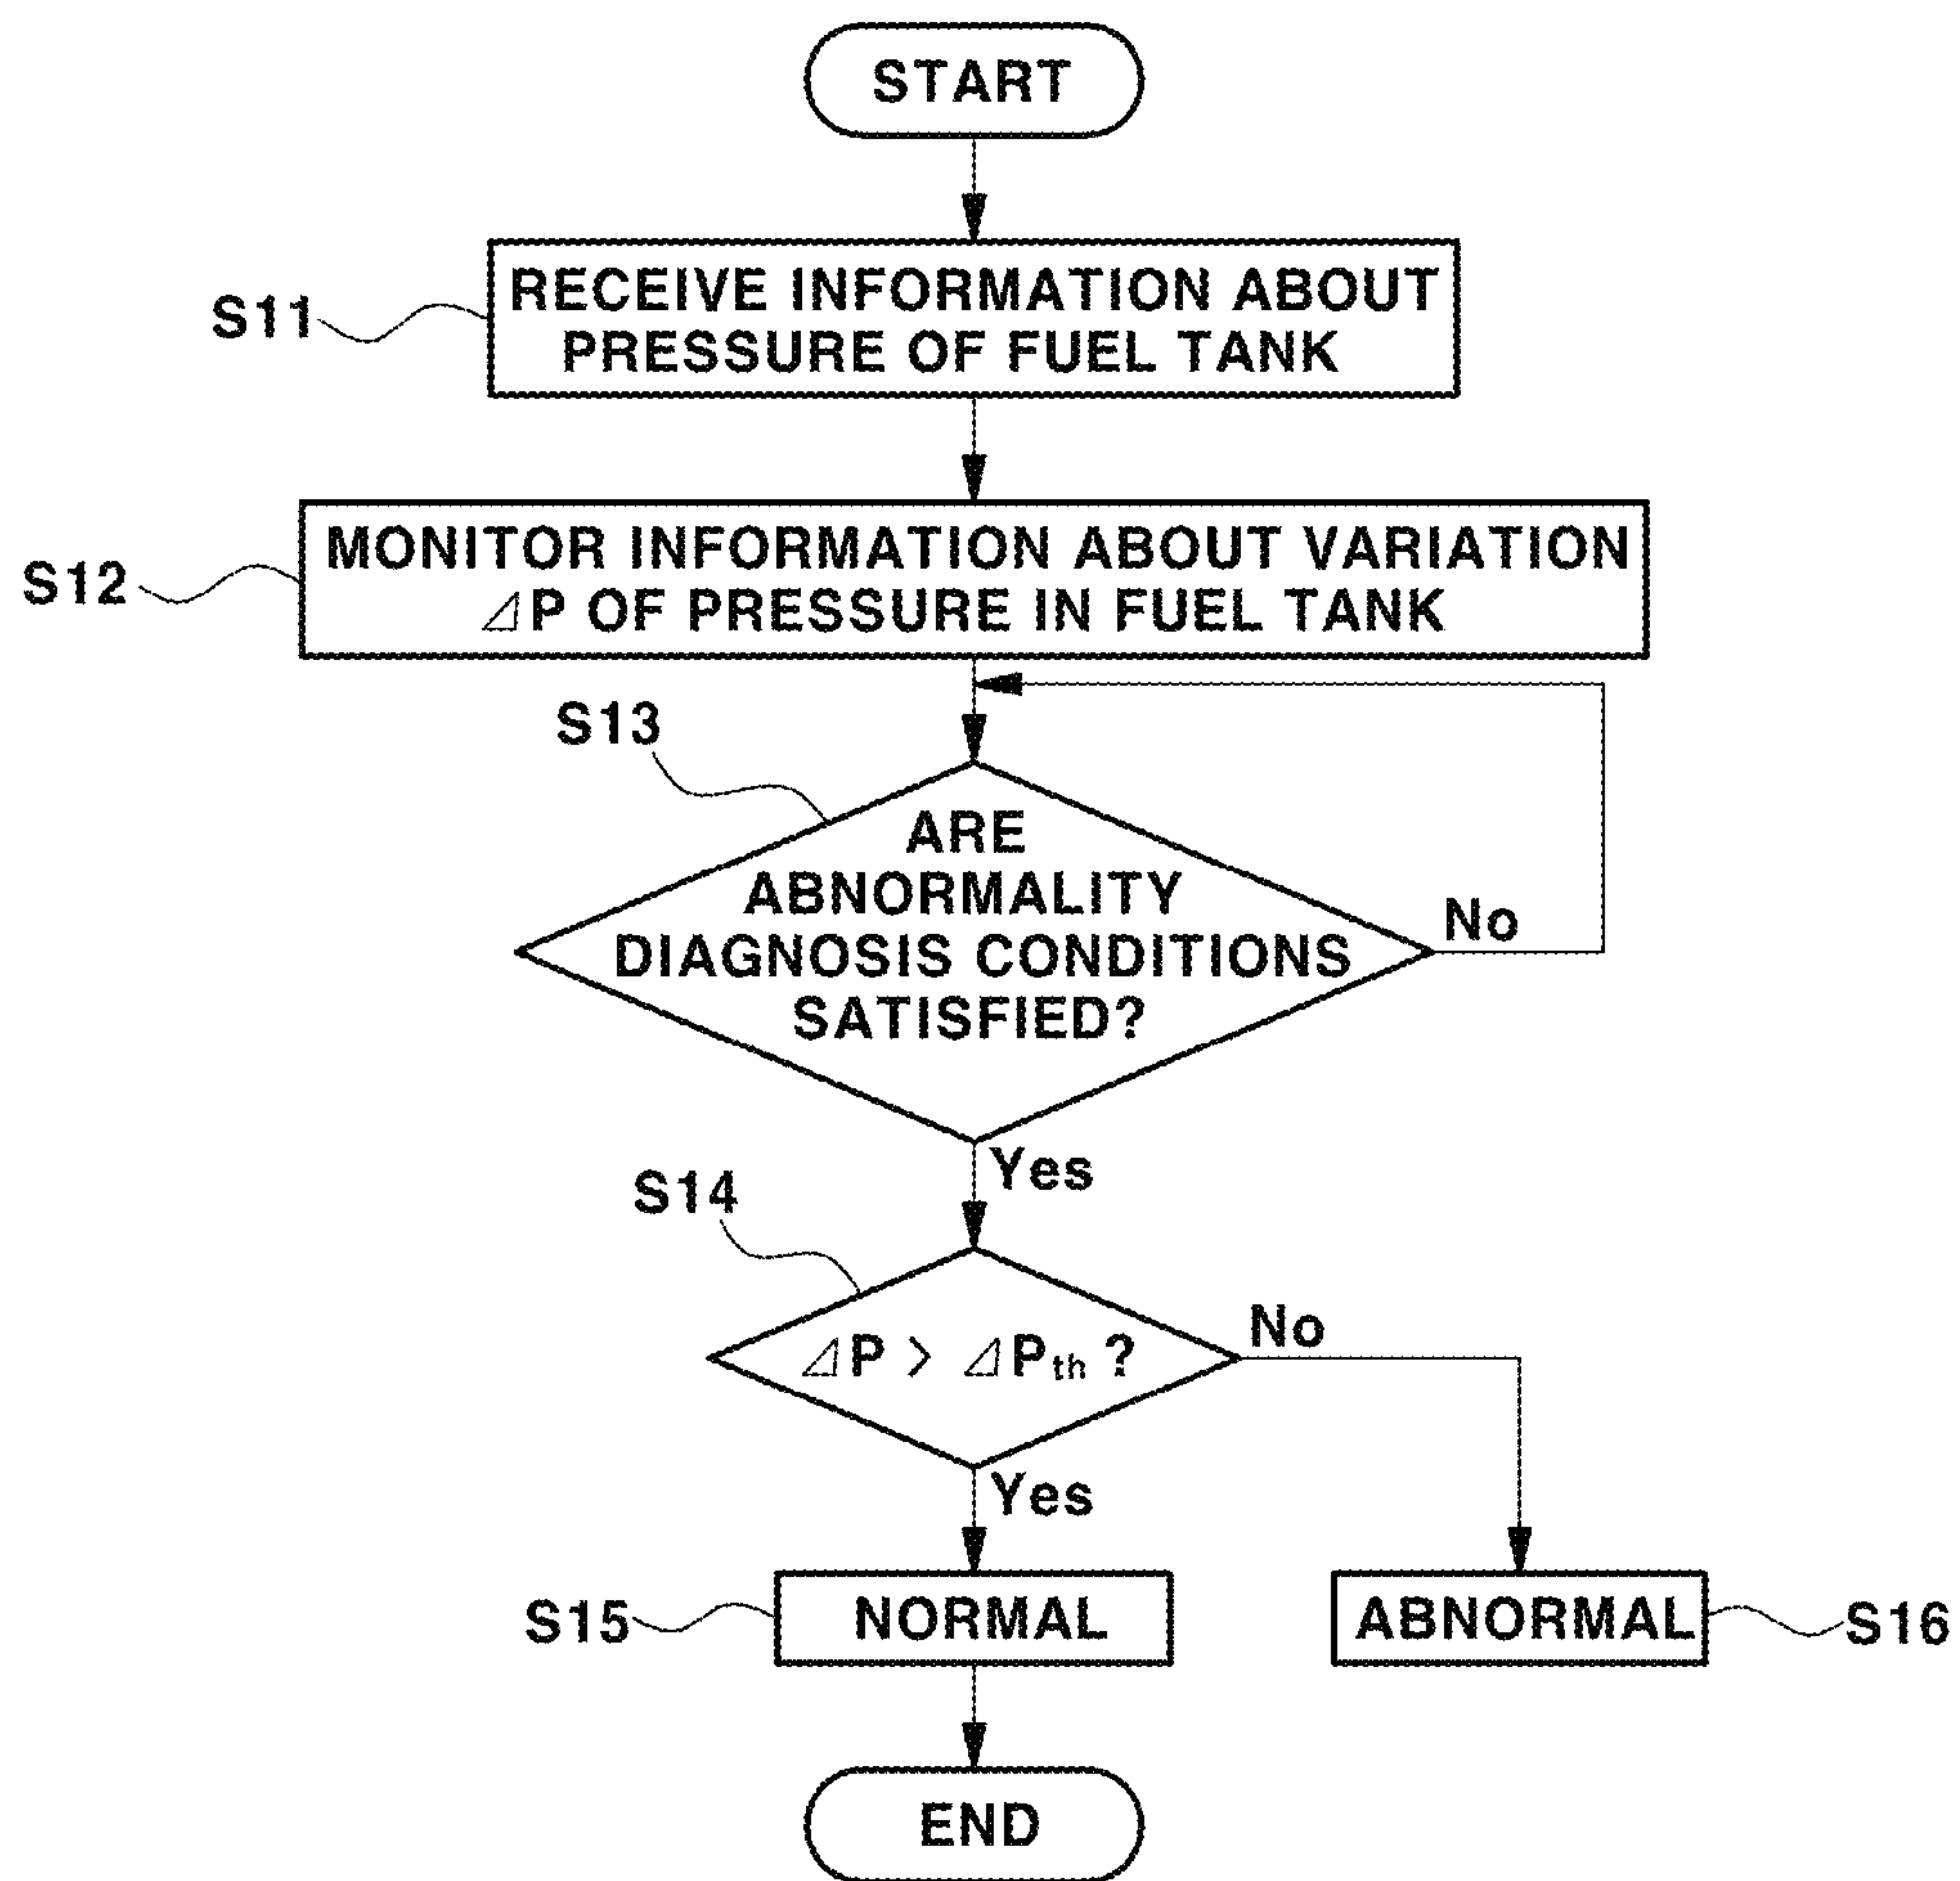 START
S11
RECEIVE INFORMATION ABOUT
PRESSURE OF FUEL TANK
S12
MONITOR INFORMATION ABOUT VARIATION
⊿P OF PRESSURE IN FUEL TANK
S13
ARE
ABNORMALITY
DIAGNOSIS CONDITIONS
SATISFIED?
No
Yes
S14
⊿P > ⊿Pth ?
No
Yes
S15
NORMAL
ABNORMAL
S16
END